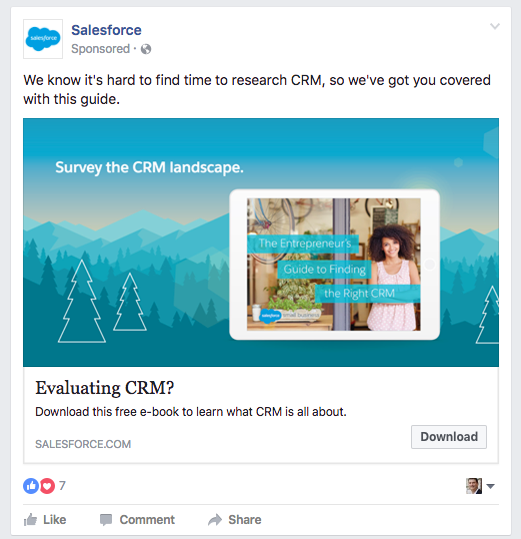 Salesforce
Sponsored ·
We know it's hard to find time to research CRM, so we've got you covered
with this guide.
Survey the CRM landscape.
The Entrepreneur's
Guide to Finding
the Right CRM
salesforce small business
Evaluating CRM?
Download this free e-book to learn what CRM is all about.
SALESFORCE.COM
Download
7
Like
Comment
Share